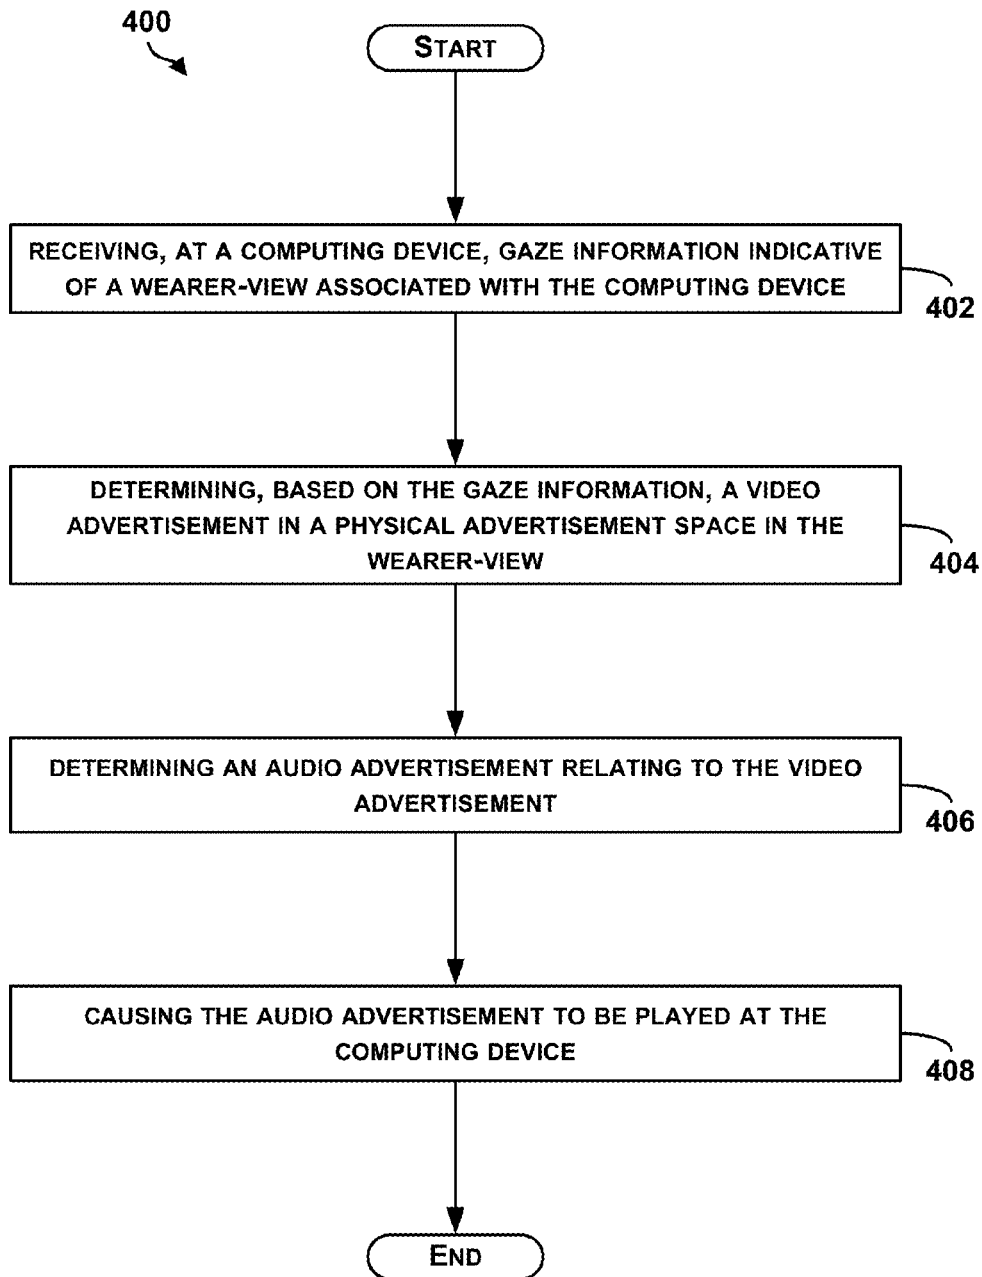 400
START
RECEIVING, AT A COMPUTING DEVICE, GAZE INFORMATION INDICATIVE
OF A WEARER-VIEW ASSOCIATED WITH THE COMPUTING DEVICE
402
DETERMINING, BASED ON THE GAZE INFORMATION, A VIDEO
ADVERTISEMENT IN A PHYSICAL ADVERTISEMENT SPACE IN THE
WEARER-VIEW
404
DETERMINING AN AUDIO ADVERTISEMENT RELATING TO THE VIDEO
ADVERTISEMENT
406
CAUSING THE AUDIO ADVERTISEMENT TO BE PLAYED AT THE
COMPUTING DEVICE
408
END